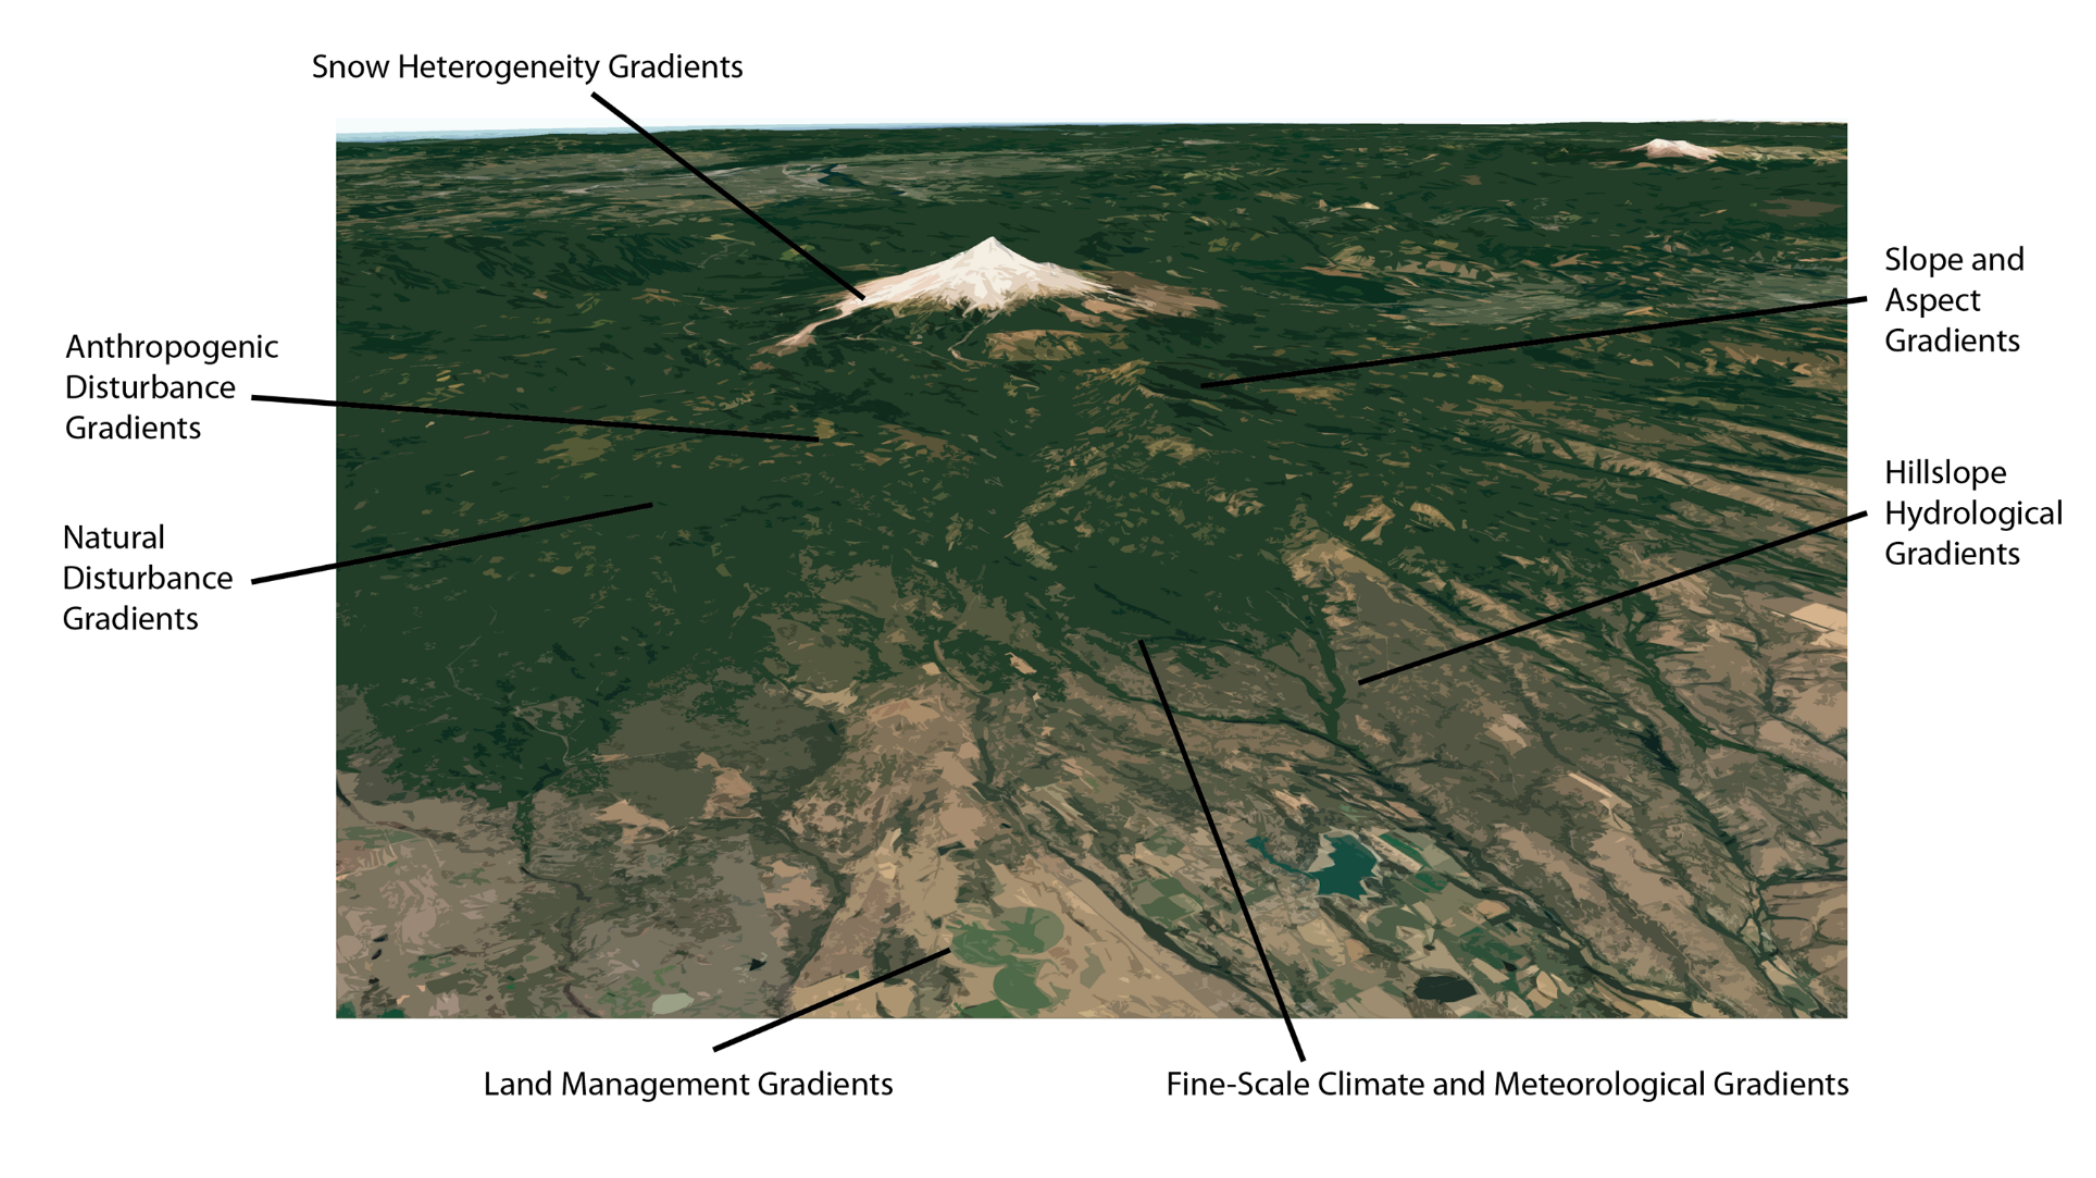 Snow Heterogeneity Gradients
Anthropogenic
Disturbance
Gradients
Natural
Disturbance
Gradients
Slope and
Aspect
Gradients
Hillslope
Hydrological
Gradients
Land Management Gradients
Fine-Scale Climate and Meteorological Gradients